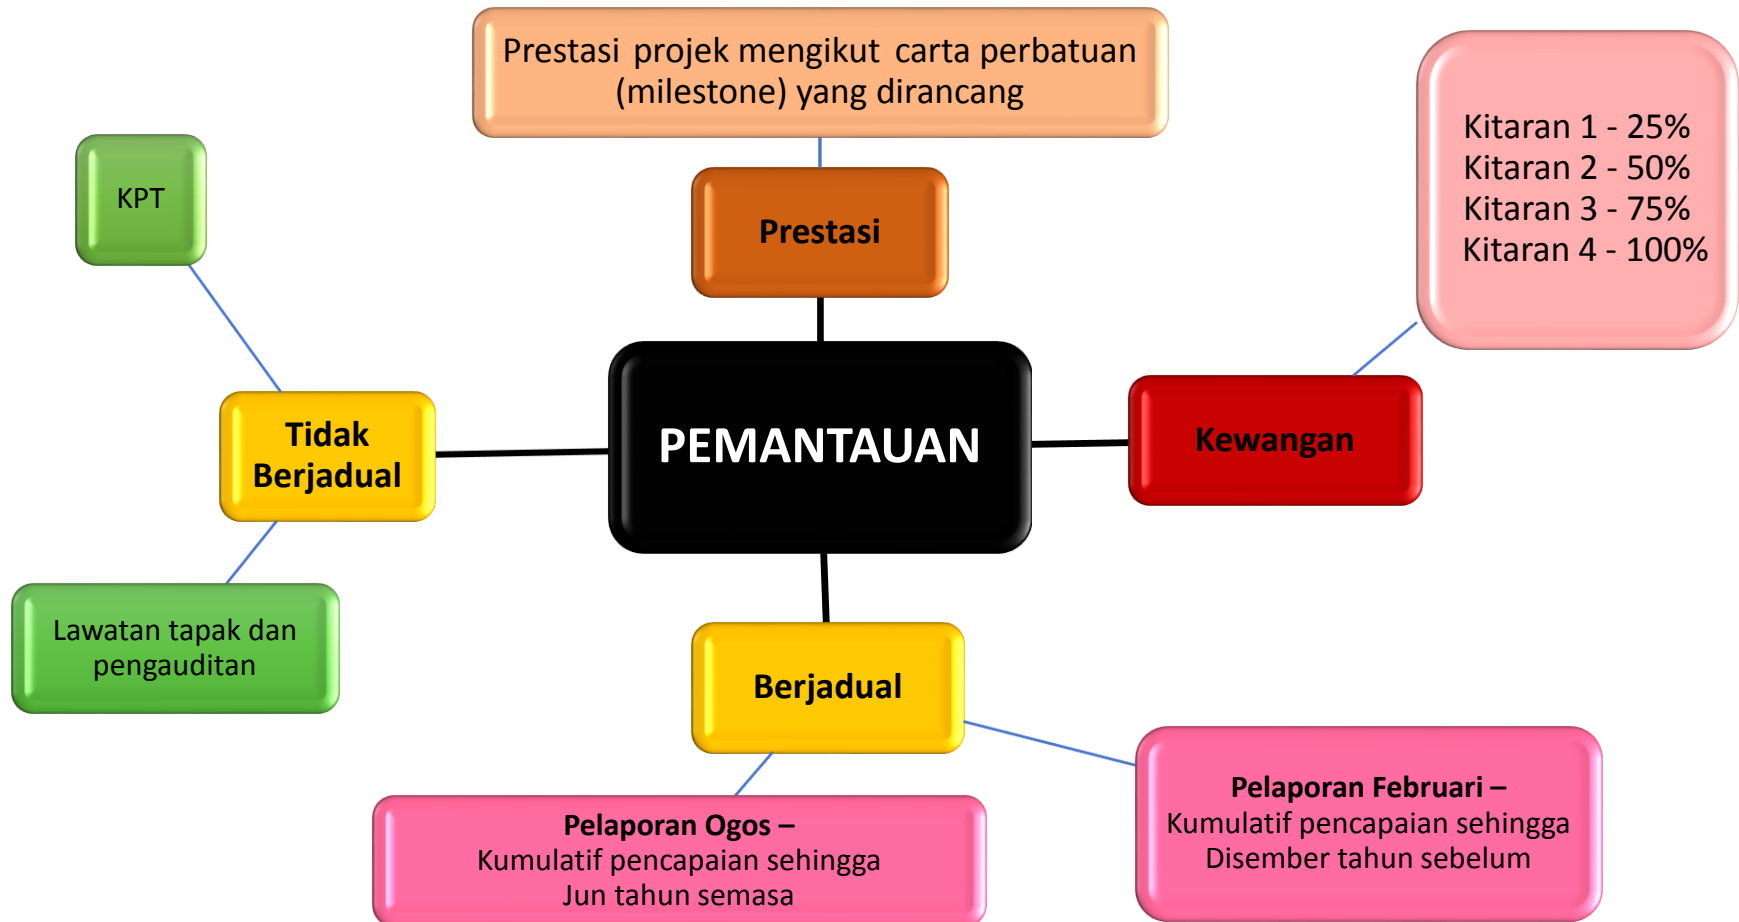 Prestasi projek mengikut carta perbatuan
(milestone) yang dirancang
Kitaran 1 - 25%
Kitaran 2 - 50%
Kitaran 3 - 75%
Kitaran 4 - 100%
KPT
Prestasi
Tidak
Berjadual
PEMANTAUAN
Kewangan
Lawatan tapak dan
pengauditan
Berjadual
Pelaporan Ogos –
Kumulatif pencapaian sehingga
Jun tahun semasa
Pelaporan Februari –
Kumulatif pencapaian sehingga
Disember tahun sebelum